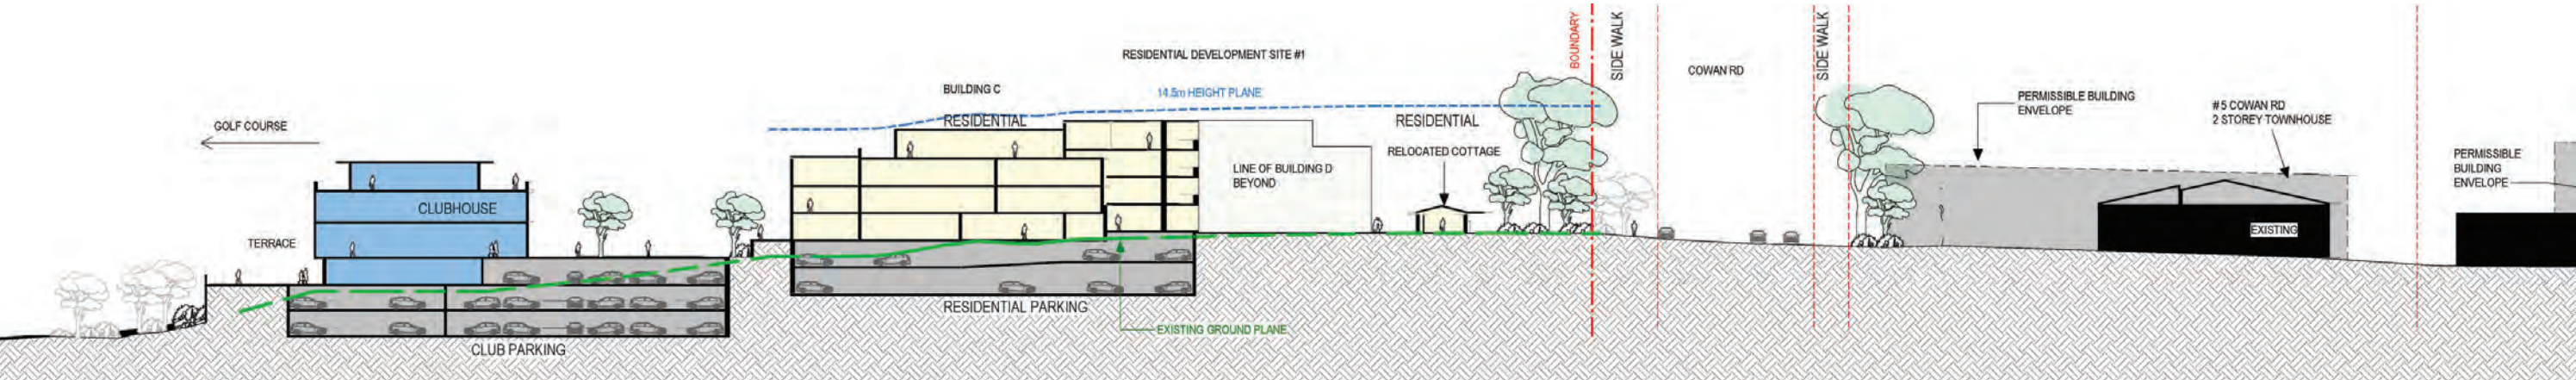 RESIDENTIAL DEVELOPMENT SITE #1
BUILDING C
14.5m HEIGHT PLANE
GOLF COURSE
RESIDENTIAL
RESIDENTIAL
RELOCATED COTTAGE
LINE OF BUILDING D
BEYOND
CLUBHOUSE
TERRACE
RESIDENTIAL PARKING
EXISTING GROUND PLANE
CLUB PARKING
BOUNDARY
SIDE WALK
COWAN RD
SIDE WALK
PERMISSIBLE BUILDING
ENVELOPE
#5 COWAN RD
2 STOREY TOWNHOUSE
EXISTING
PERMISSIBLE
BUILDING
ENVELOPE